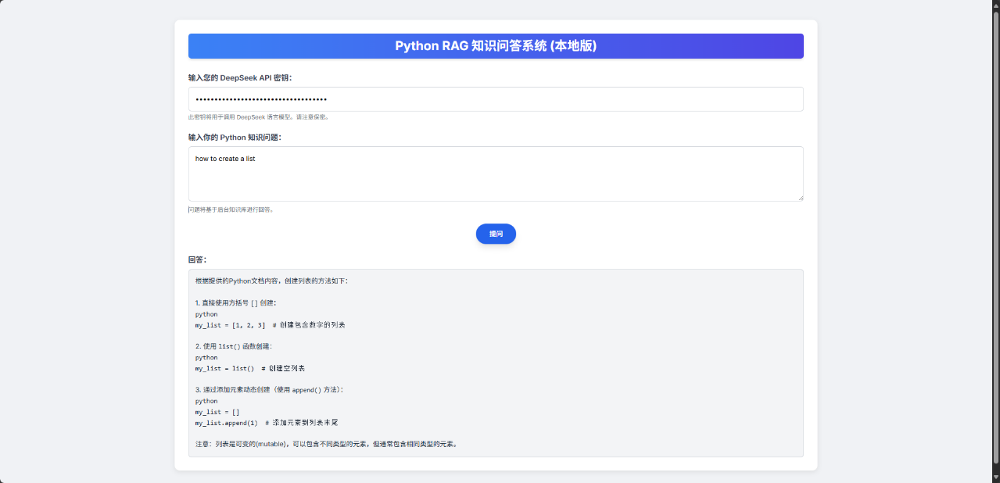 Python RAG 知识问答系统 (本地版)
输入您的 DeepSeek API 密钥：
••••••••••••••••••••••••••••••••••••
此密钥将用于调用 DeepSeek 语言模型。请注意保密。
输入你的 Python 知识问题：
how to create a list
问题将基于后台知识库进行回答。
提问
回答：
根据提供的Python文档内容，创建列表的方法如下：
1. 直接使用方括号 [] 创建：
python
my_list = [1, 2, 3]  # 创建包含数字的列表
2. 使用 list() 函数创建：
python
my_list = list()  # 创建空列表
3. 通过添加元素动态创建（使用 append() 方法）：
python
my_list = []
my_list.append(1)  # 添加元素到列表末尾
注意：列表是可变的(mutable)，可以包含不同类型的元素，但通常包含相同类型的元素。